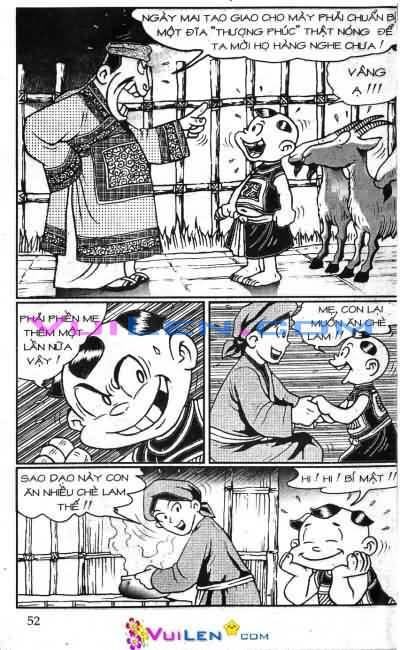 NGÀY MAI TAO GIAO CHO MÀY PHẢI CHUẨN BỊ
MỘT ĐĨA "THƯỢNG PHÚC" THẬT NÓNG ĐỂ
TA MỜI HỌ HÀNG NGHE CHƯA!
VÂNG
Ạ!!!
PHẢI PHIỀN MẸ
THÊM MỘT
LẦN NỮA
VẬY!
MẸ, CON LẠI
MUỐN ĂN CHÈ
LAM!
VUILEN.COM
SAO DẠO NÀY CON
ĂN NHIỀU CHÈ LAM
THẾ!!
HI! HI! BÍ MẬT!!
52
VUILEN.COM